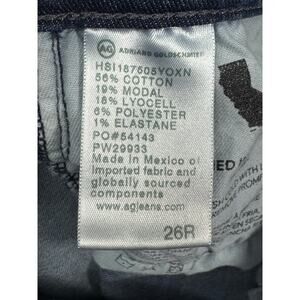 AG ADRIANO GOLDSCHMIED
HSI187505YOXN
56% COTTON
19% MODAL
18% LYOCELL
6% POLYESTER
1% ELASTANE
PO#54143
PW29933
Made in Mexico of
imported fabric and
globally sourced
components
www.agjeans.com
26R